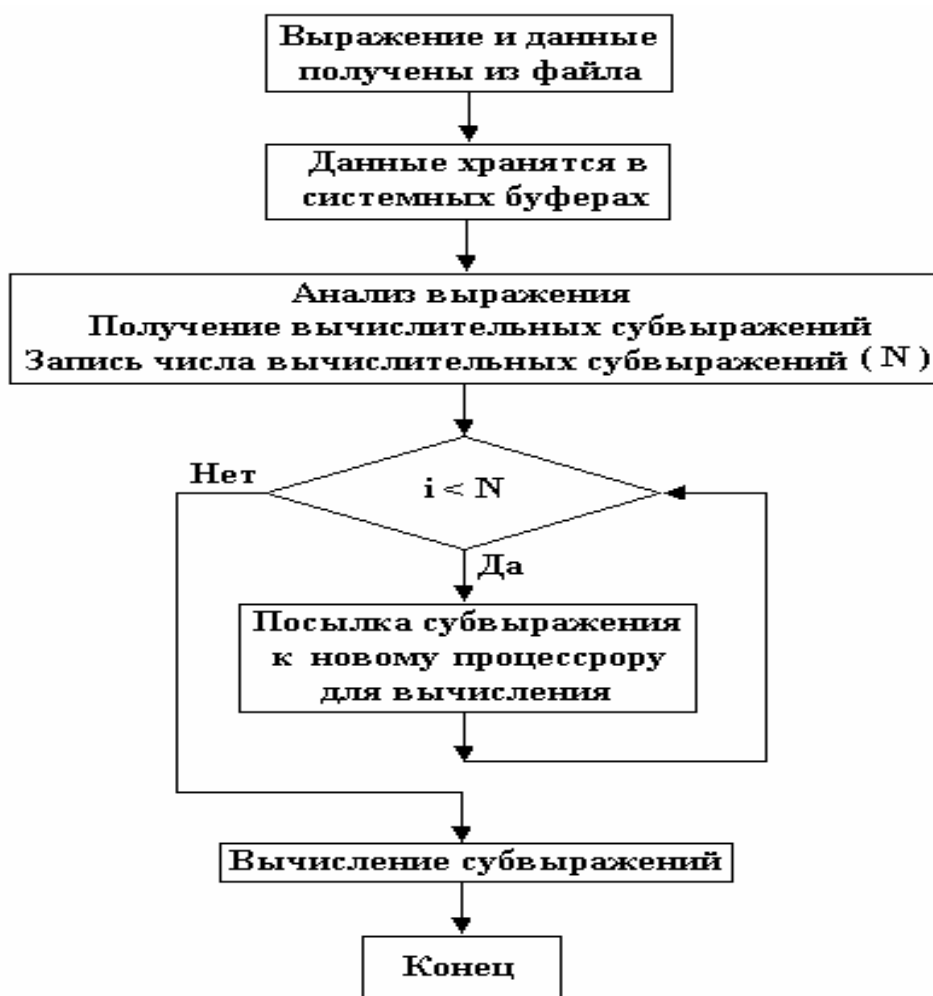 Выражение и данные
получены из файла
Данные хранятся в
системных буферах
Анализ выражения
Получение вычислительных субвыражений
Запись числа вычислительных субвыражений ( N )
Нет
i < N
Да
Посылка субвыражения
к новому процессрору
для вычисления
Вычисление субвыражений
Конец